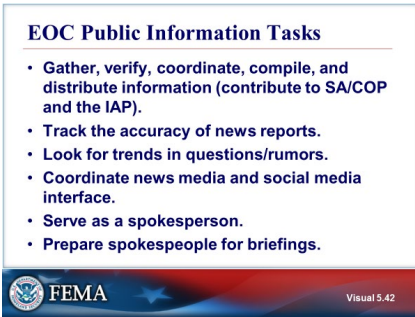 EOC Public Information Tasks
• Gather, verify, coordinate, compile, and
distribute information (contribute to SA/COP
and the IAP).
• Track the accuracy of news reports.
• Look for trends in questions/rumors.
• Coordinate news media and social media
interface.
• Serve as a spokesperson.
• Prepare spokespeople for briefings.
FEMA
Visual 5.42